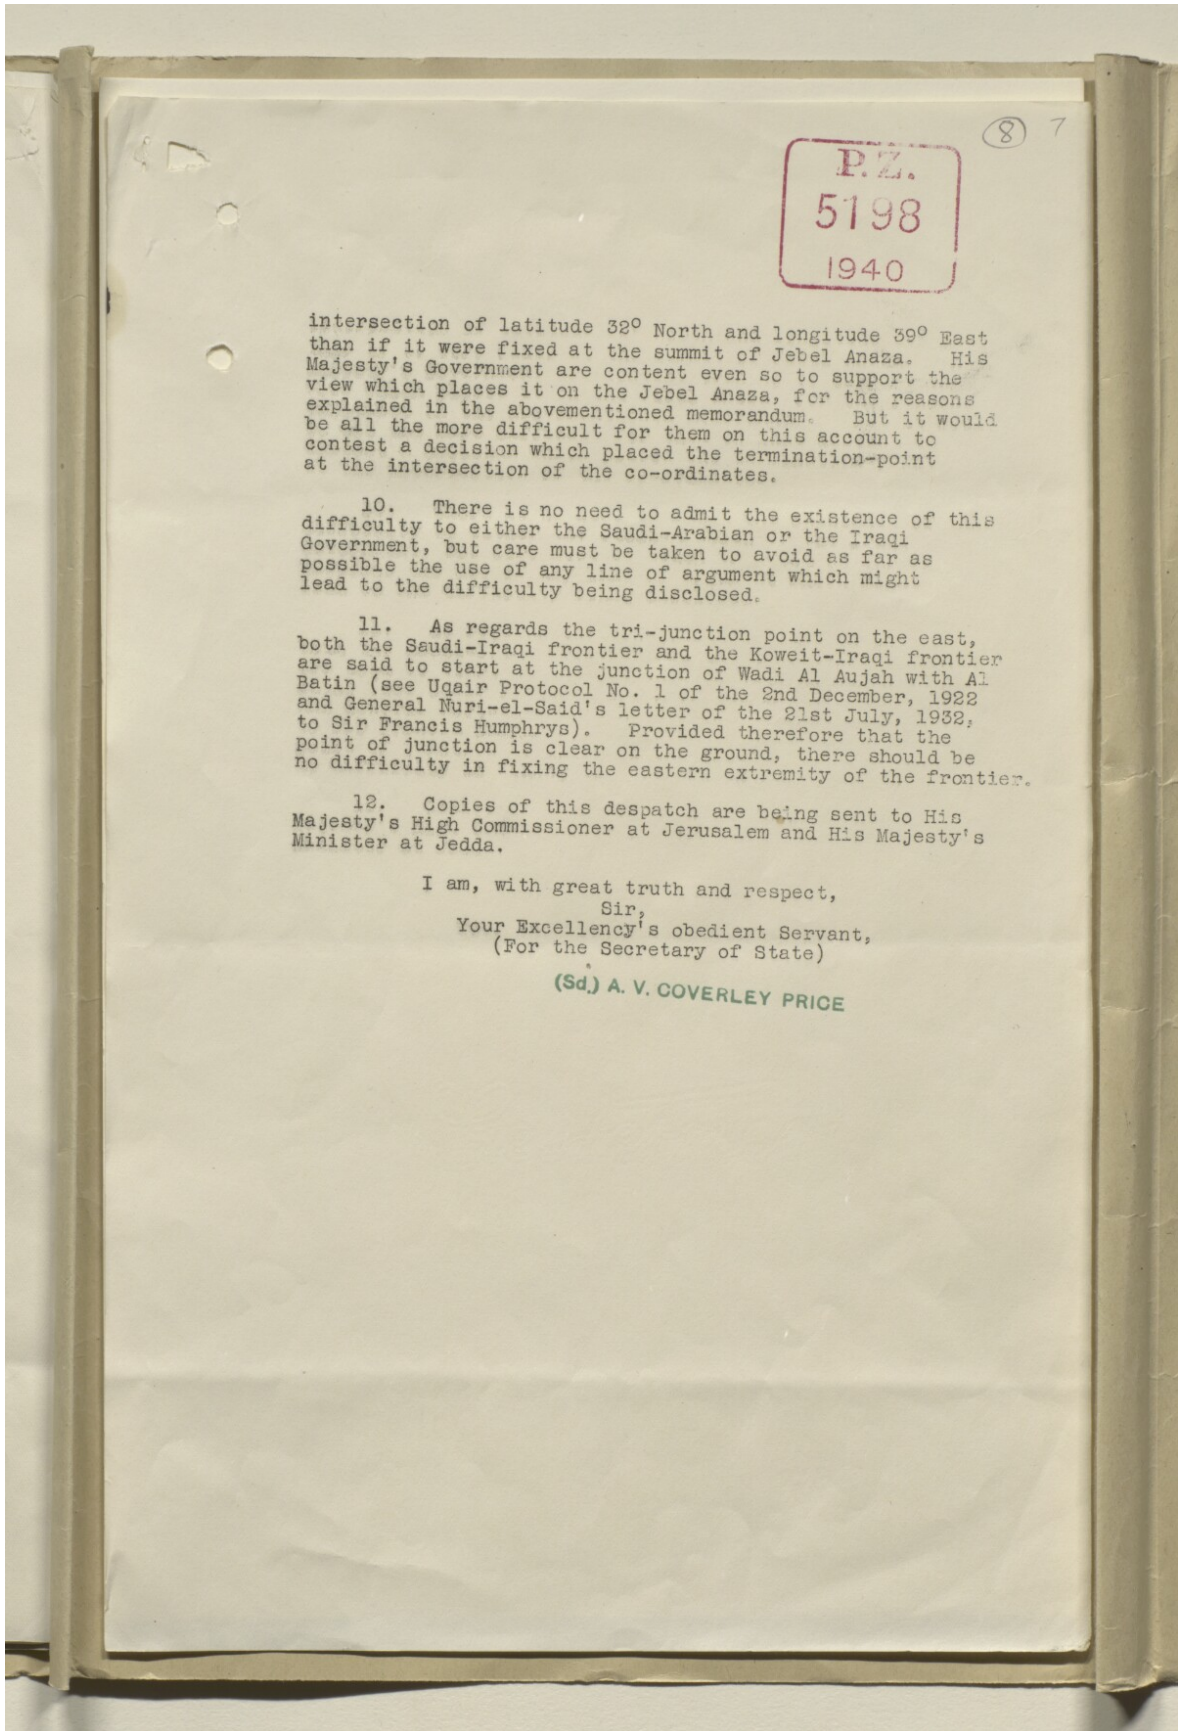 8 7
P.Z.
5198
1940
intersection of latitude 32° North and longitude 39° East
than if it were fixed at the summit of Jebel Anaza. His
Majesty's Government are content even so to support the
view which places it on the Jebel Anaza, for the reasons
explained in the abovementioned memorandum. But it would
be all the more difficult for them on this account to
contest a decision which placed the termination-point
at the intersection of the co-ordinates.
10. There is no need to admit the existence of this
difficulty to either the Saudi-Arabian or the Iraqi
Government, but care must be taken to avoid as far as
possible the use of any line of argument which might
lead to the difficulty being disclosed.
11. As regards the tri-junction point on the east,
both the Saudi-Iraqi frontier and the Koweit-Iraqi frontier
are said to start at the junction of Wadi Al Aujah with Al
Batin (see Uqair Protocol No. 1 of the 2nd December, 1922
and General Nuri-el-Said's letter of the 21st July, 1932,
to Sir Francis Humphrys). Provided therefore that the
point of junction is clear on the ground, there should be
no difficulty in fixing the eastern extremity of the frontier.
12. Copies of this despatch are being sent to His
Majesty's High Commissioner at Jerusalem and His Majesty's
Minister at Jedda.
I am, with great truth and respect,
Sir,
Your Excellency's obedient Servant,
(For the Secretary of State)
(Sd.) A. V. COVERLEY PRICE